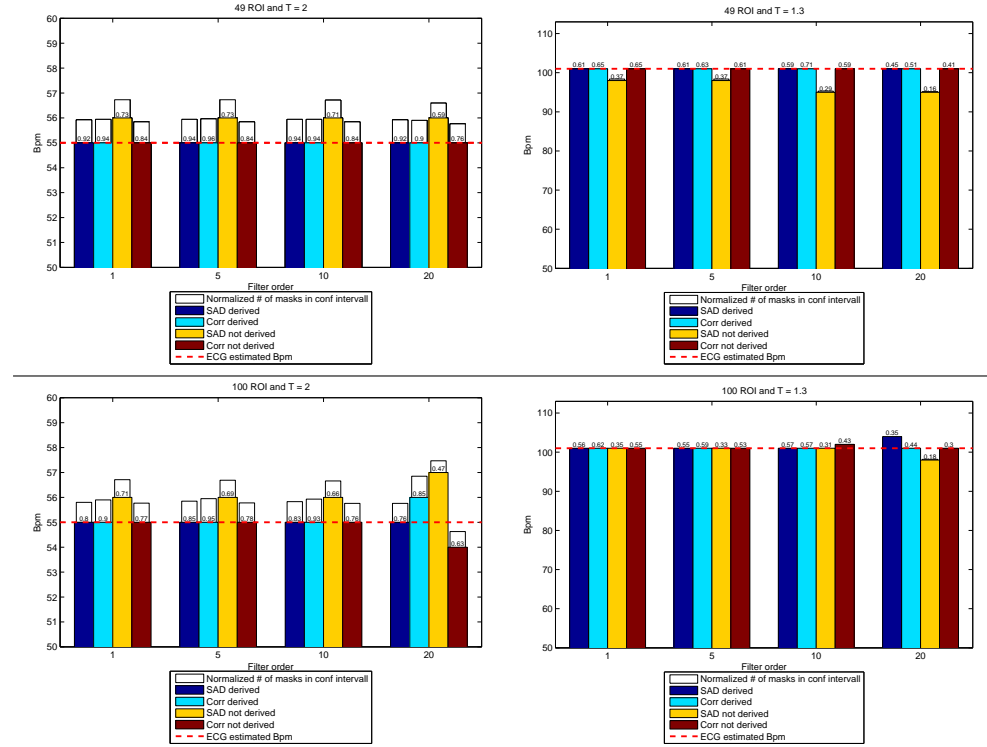 49 ROI and T = 2
60
59
58
57
56
55
54
53
52
51
50
Bpm
0.92 0.94 0.73 0.84
0.94 0.96 0.73 0.84
0.94 0.94 0.71 0.84
0.92 0.9 0.59 0.76
1 5 10 20
Filter order
Normalized # of masks in conf intervall
SAD derived
Corr derived
SAD not derived
Corr not derived
ECG estimated Bpm
49 ROI and T = 1.3
110
100
90
80
70
60
50
Bpm
0.61 0.65 0.37 0.65
0.61 0.63 0.37 0.61
0.59 0.71 0.29 0.59
0.45 0.51 0.16 0.41
1 5 10 20
Filter order
Normalized # of masks in conf intervall
SAD derived
Corr derived
SAD not derived
Corr not derived
ECG estimated Bpm
100 ROI and T = 2
60
59
58
57
56
55
54
53
52
51
50
Bpm
0.8 0.9 0.71 0.77
0.85 0.95 0.69 0.78
0.83 0.93 0.66 0.76
0.76 0.85 0.47 0.63
1 5 10 20
Filter order
Normalized # of masks in conf intervall
SAD derived
Corr derived
SAD not derived
Corr not derived
ECG estimated Bpm
100 ROI and T = 1.3
110
100
90
80
70
60
50
Bpm
0.56 0.62 0.35 0.55
0.55 0.59 0.33 0.53
0.57 0.57 0.31 0.43
0.35 0.44 0.18 0.3
1 5 10 20
Filter order
Normalized # of masks in conf intervall
SAD derived
Corr derived
SAD not derived
Corr not derived
ECG estimated Bpm